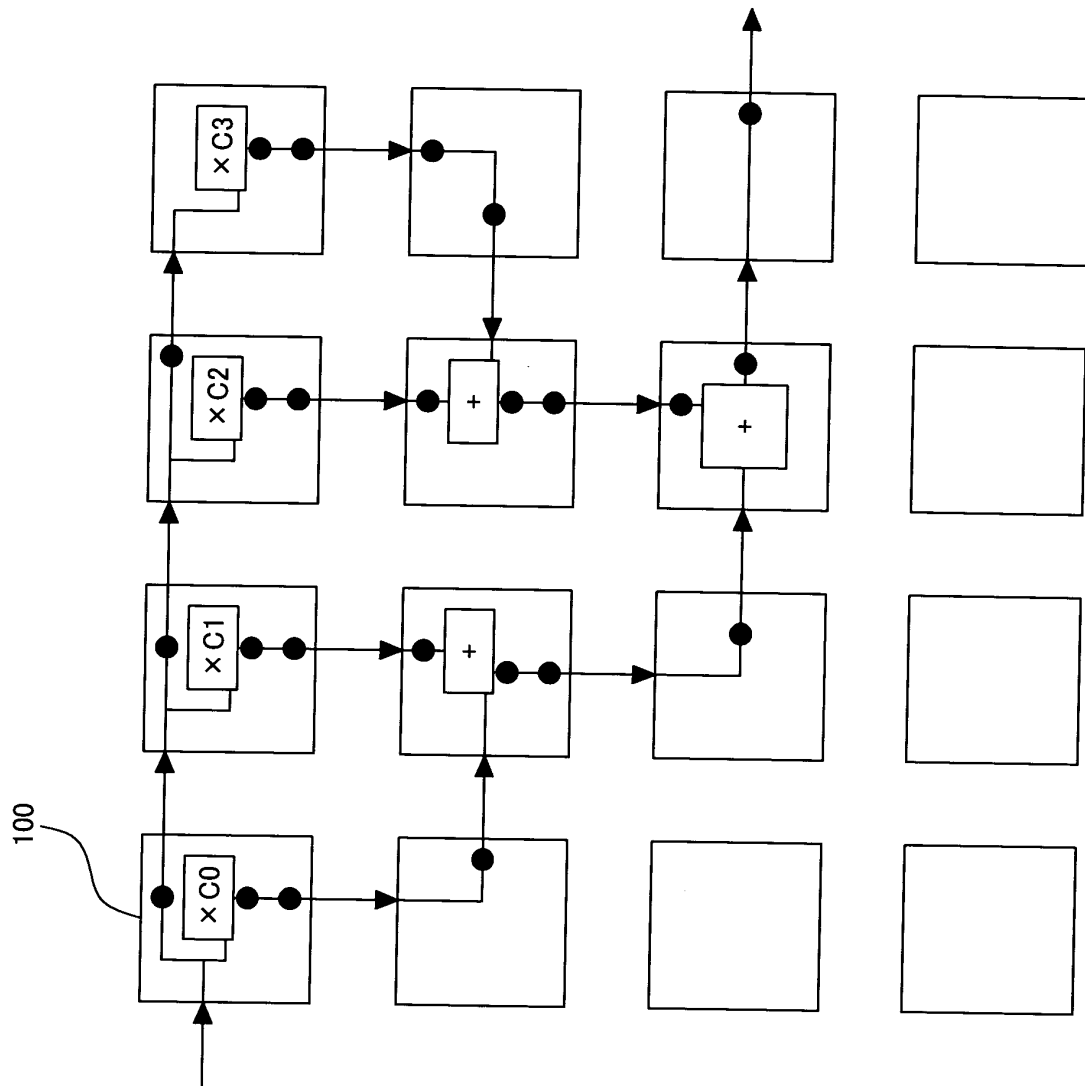 × C3
× C2
+
+
× C1
+
100
× C0